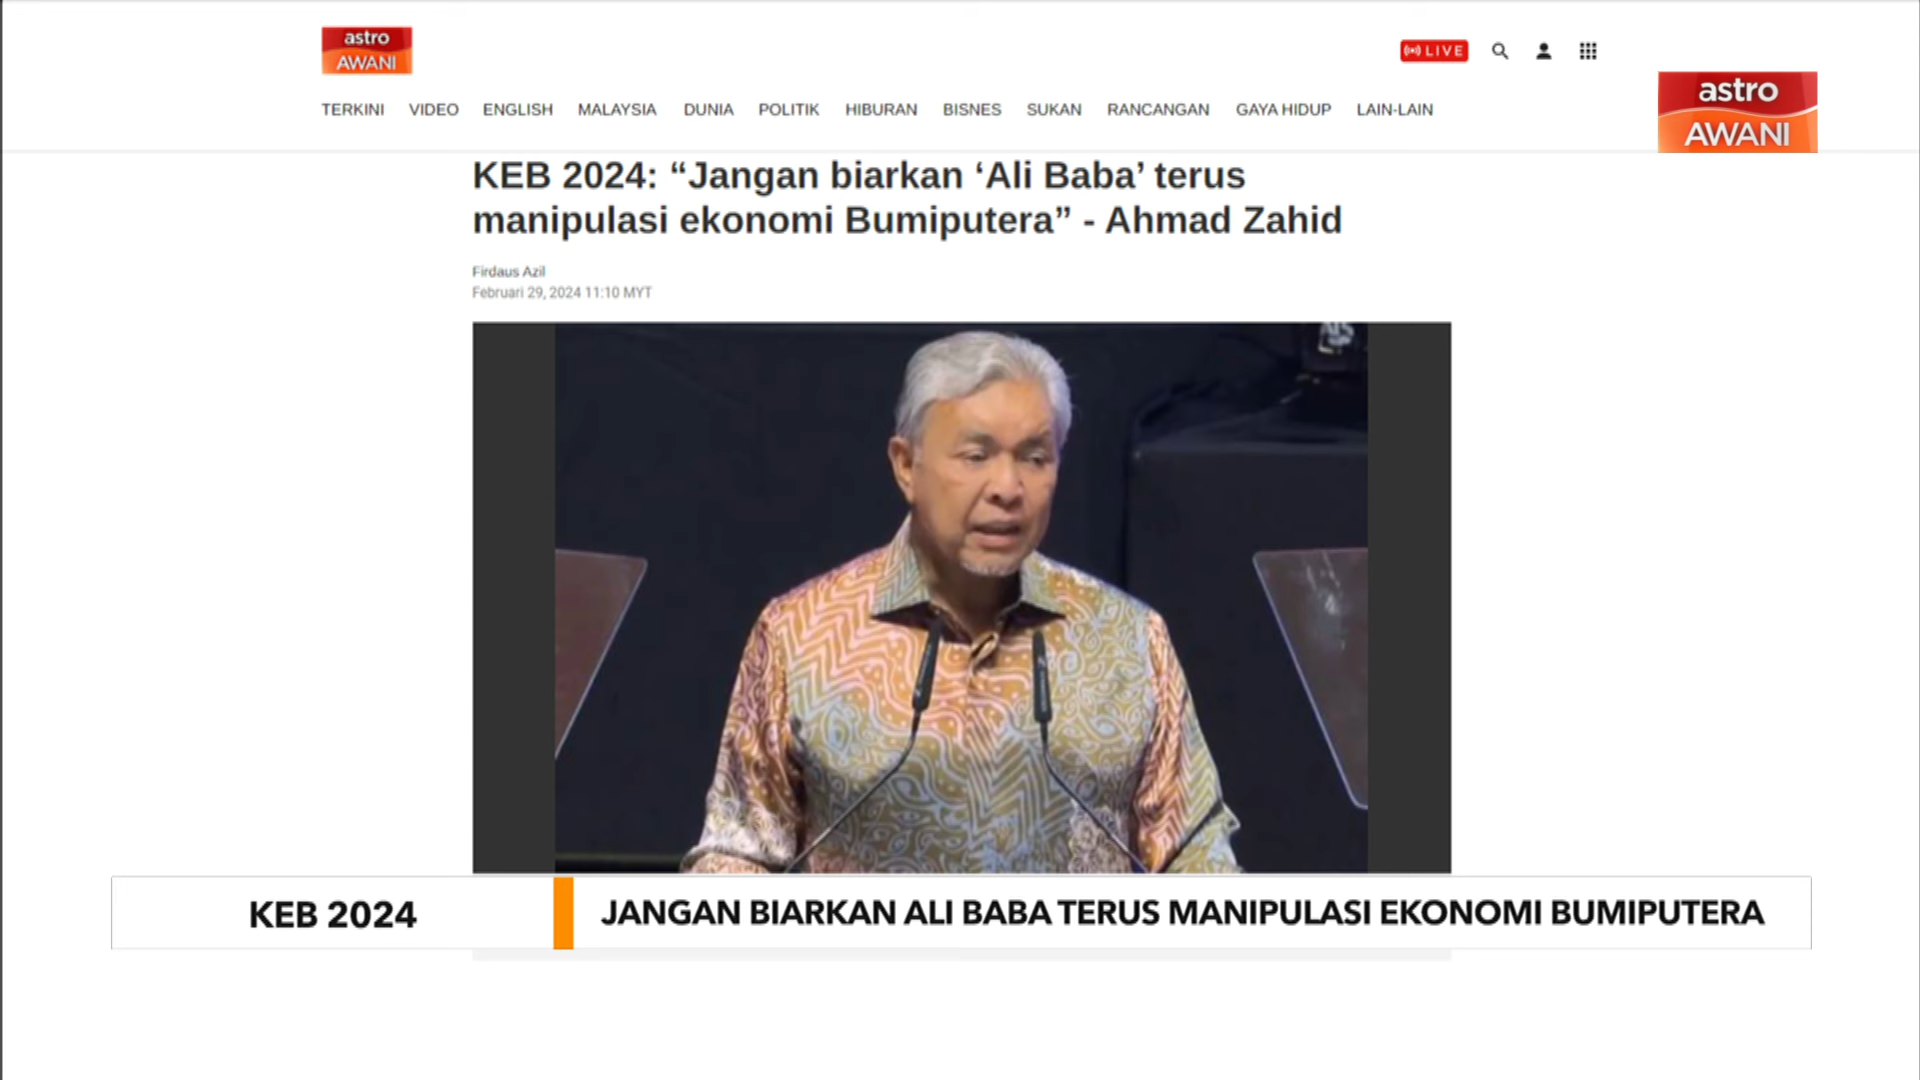 astro
AWANI
LIVE
astro
AWANI
TERKINI VIDEO ENGLISH MALAYSIA DUNIA POLITIK HIBURAN BISNES SUKAN RANCANGAN GAYA HIDUP LAIN-LAIN
KEB 2024: “Jangan biarkan ‘Ali Baba’ terus
manipulasi ekonomi Bumiputera” - Ahmad Zahid
Firdaus Azil
Februari 29, 2024 11:10 MYT
KEB 2024
JANGAN BIARKAN ALI BABA TERUS MANIPULASI EKONOMI BUMIPUTERA